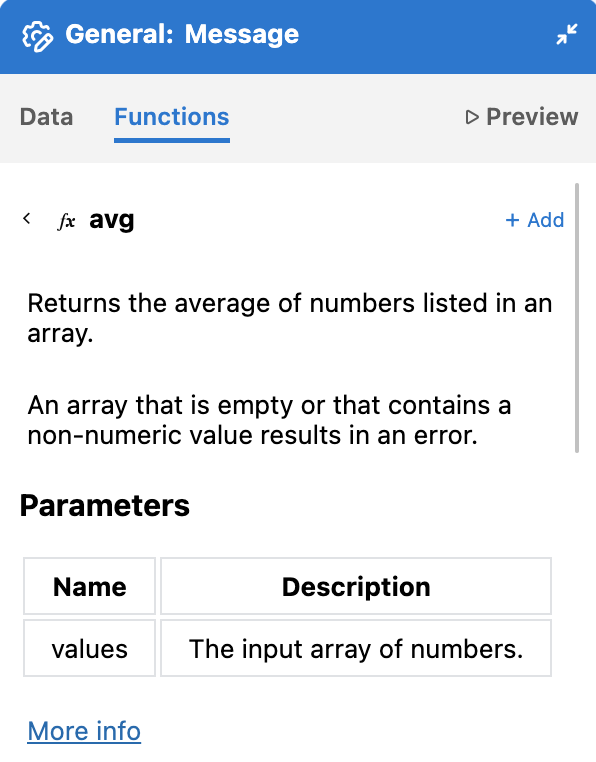 General: Message
Data Functions Preview
fx avg + Add
Returns the average of numbers listed in an
array.
An array that is empty or that contains a
non-numeric value results in an error.
Parameters
Name Description
values The input array of numbers.
More info